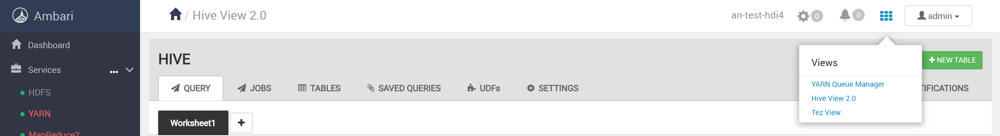 Ambari
/ Hive View 2.0
an-test-hdi4
0
0
admin
Dashboard
Services
HDFS
YARN
MapReduce2
HIVE
NEW TABLE
QUERY
JOBS
TABLES
SAVED QUERIES
UDFs
SETTINGS
TIFICATIONS
Worksheet1
Views
YARN Queue Manager
Hive View 2.0
Tez View